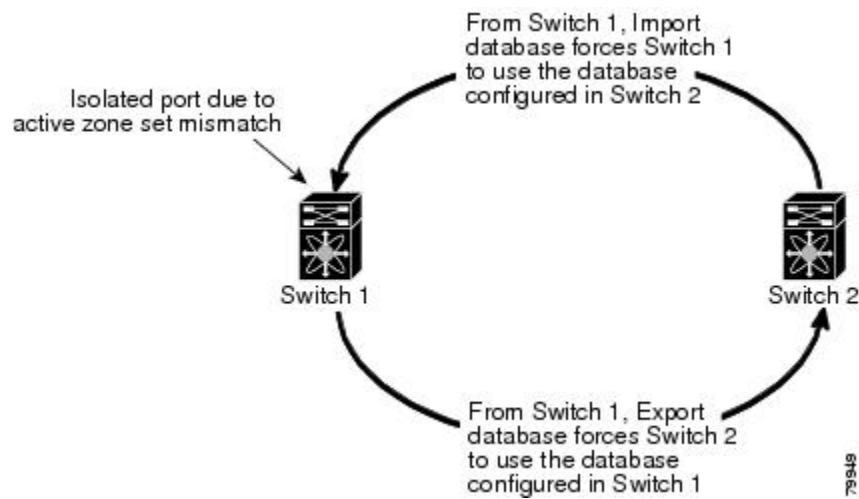 From Switch 1, Import
database forces Switch 1
to use the database
configured in Switch 2
Isolated port due to
active zone set mismatch
Switch 1
Switch 2
From Switch 1, Export
database forces Switch 2
to use the database
configured in Switch 1
79949